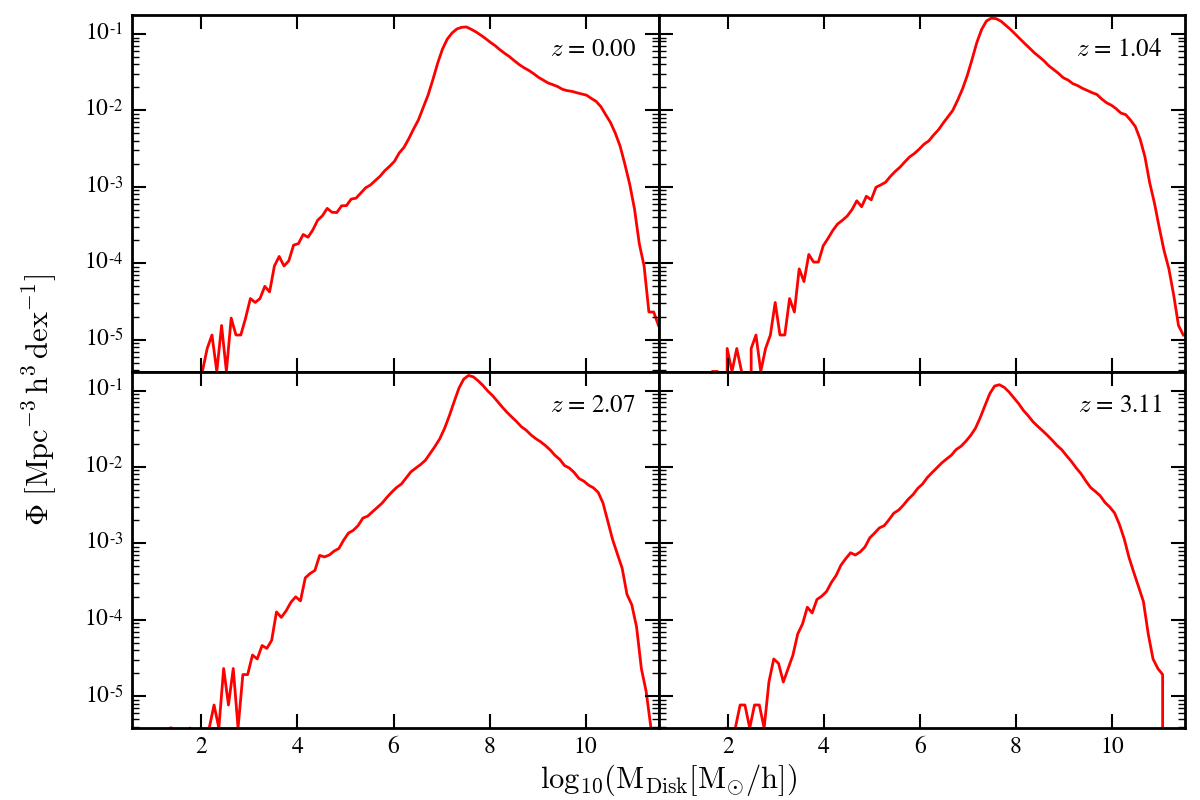 10⁻¹
z = 0.00
z = 1.04
10⁻²
10⁻³
10⁻⁴
10⁻⁵
10⁻¹
z = 2.07
z = 3.11
10⁻²
10⁻³
10⁻⁴
10⁻⁵
Φ [Mpc⁻³ h³ dex⁻¹]
2 4 6 8 10 2 4 6 8 10
log₁₀(M_Disk[M_⊙/h])